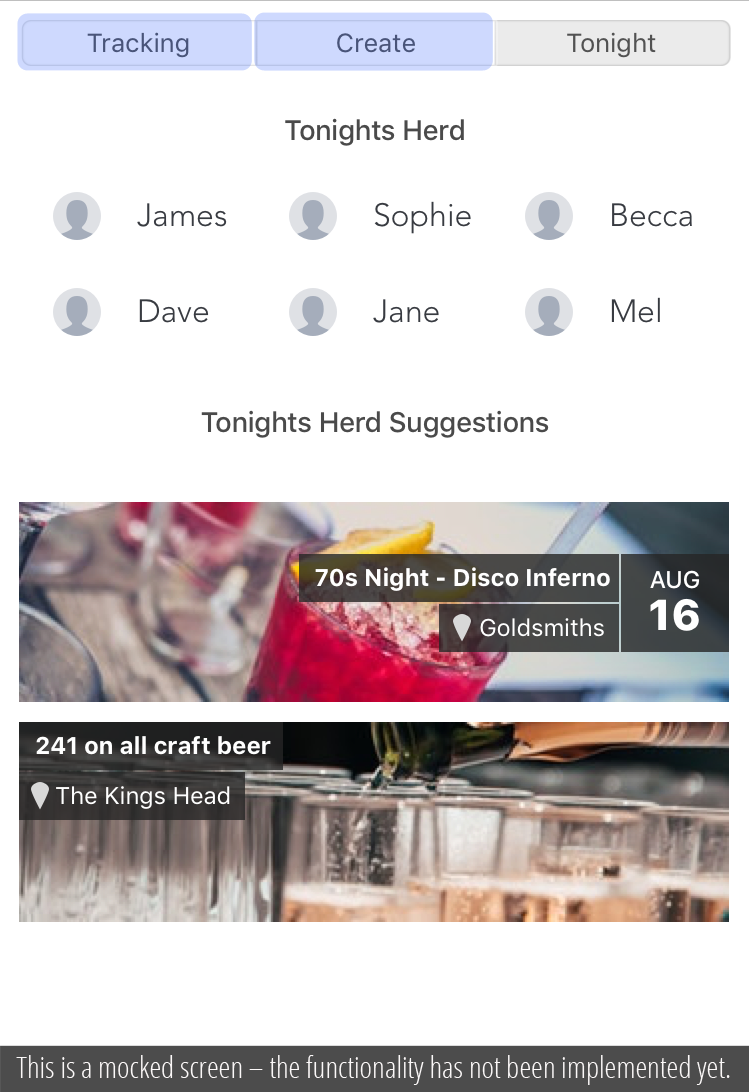 Tracking
Create
Tonight
Tonights Herd
James
Sophie
Becca
Dave
Jane
Mel
Tonights Herd Suggestions
70s Night - Disco Inferno
Goldsmiths
AUG
16
241 on all craft beer
The Kings Head
This is a mocked screen – the functionality has not been implemented yet.